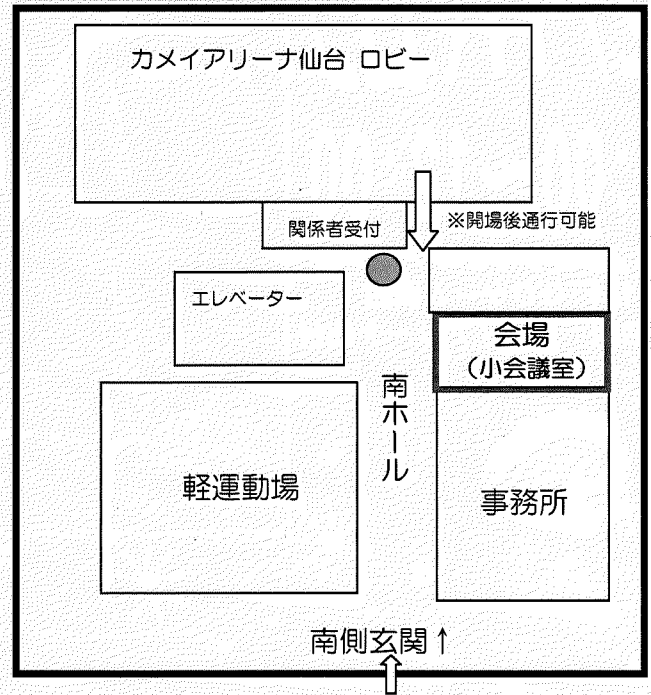 カメイアリーナ仙台 ロビー
関係者受付
※開場後通行可能
エレベーター
会場
（小会議室）
南ホール
軽運動場
事務所
南側玄関↑